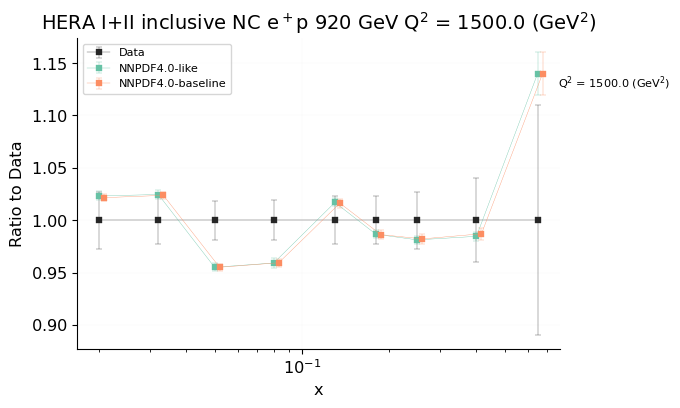 HERA I+II inclusive NC e⁺p 920 GeV Q² = 1500.0 (GeV²)
Data
NNPDF4.0-like
NNPDF4.0-baseline
Q² = 1500.0 (GeV²)
Ratio to Data
1.15
1.10
1.05
1.00
0.95
0.90
10⁻¹
x